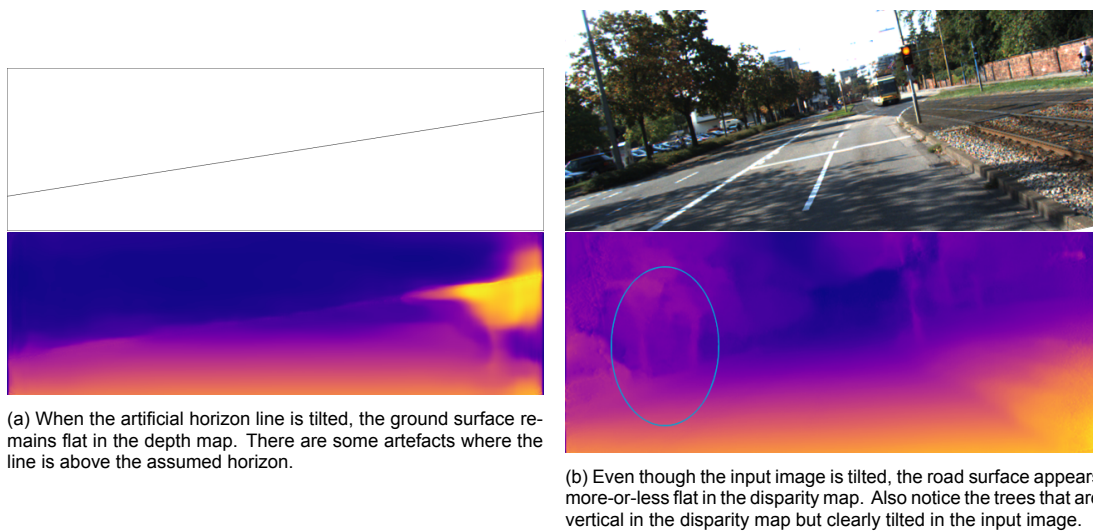 (a) When the artificial horizon line is tilted, the ground surface re-
mains flat in the depth map. There are some artefacts where the
line is above the assumed horizon.
(b) Even though the input image is tilted, the road surface appears
more-or-less flat in the disparity map. Also notice the trees that are
vertical in the disparity map but clearly tilted in the input image.